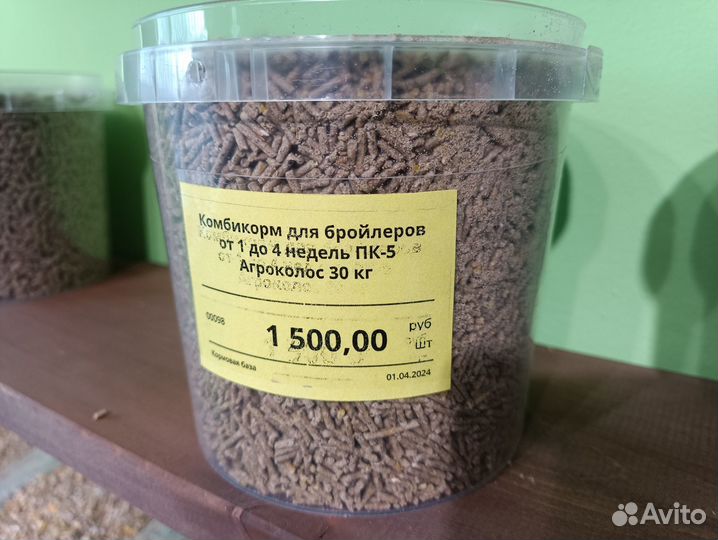 Комбикорм для бройлеров
от 1 до 4 недель ПК-5
Агроколос 30 кг
00098
1 500,00
руб
шт
Кормовая база
01.04.2024
Avito